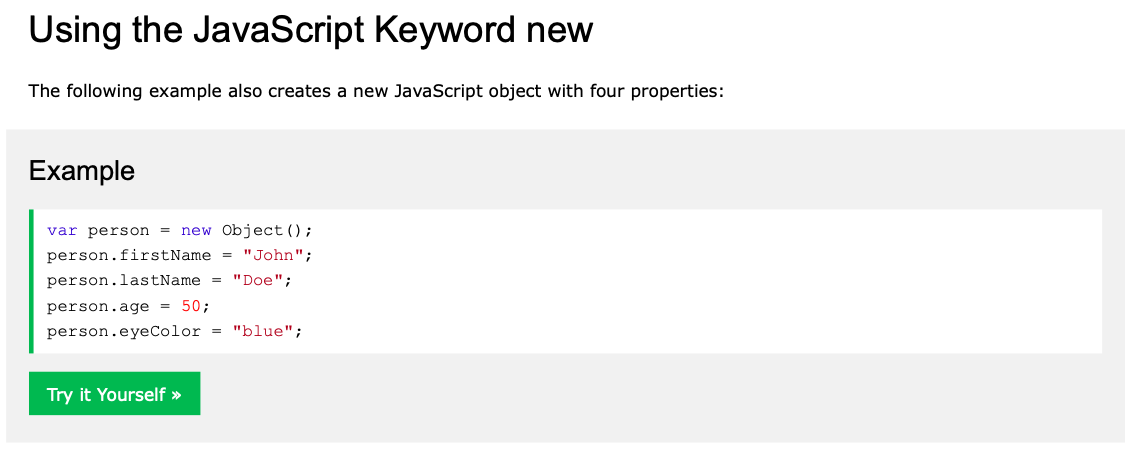 Using the JavaScript Keyword new
The following example also creates a new JavaScript object with four properties:
Example
var person = new Object();
person.firstName = "John";
person.lastName = "Doe";
person.age = 50;
person.eyeColor = "blue";
Try it Yourself »